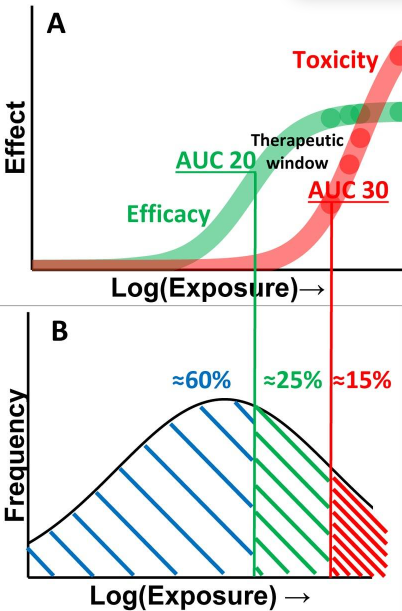 A
Toxicity
Therapeutic
window
AUC 20
AUC 30
Efficacy
Effect
Log(Exposure)→
B
≈60% ≈25% ≈15%
Frequency
Log(Exposure) →